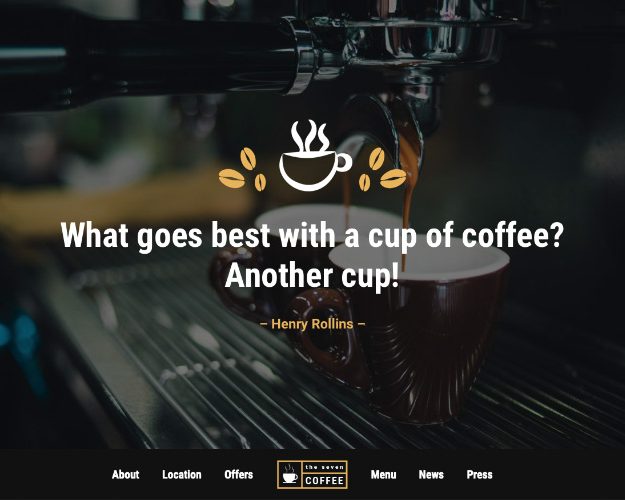 What goes best with a cup of coffee?
Another cup!
– Henry Rollins –
About Location Offers the seven COFFEE Menu News Press